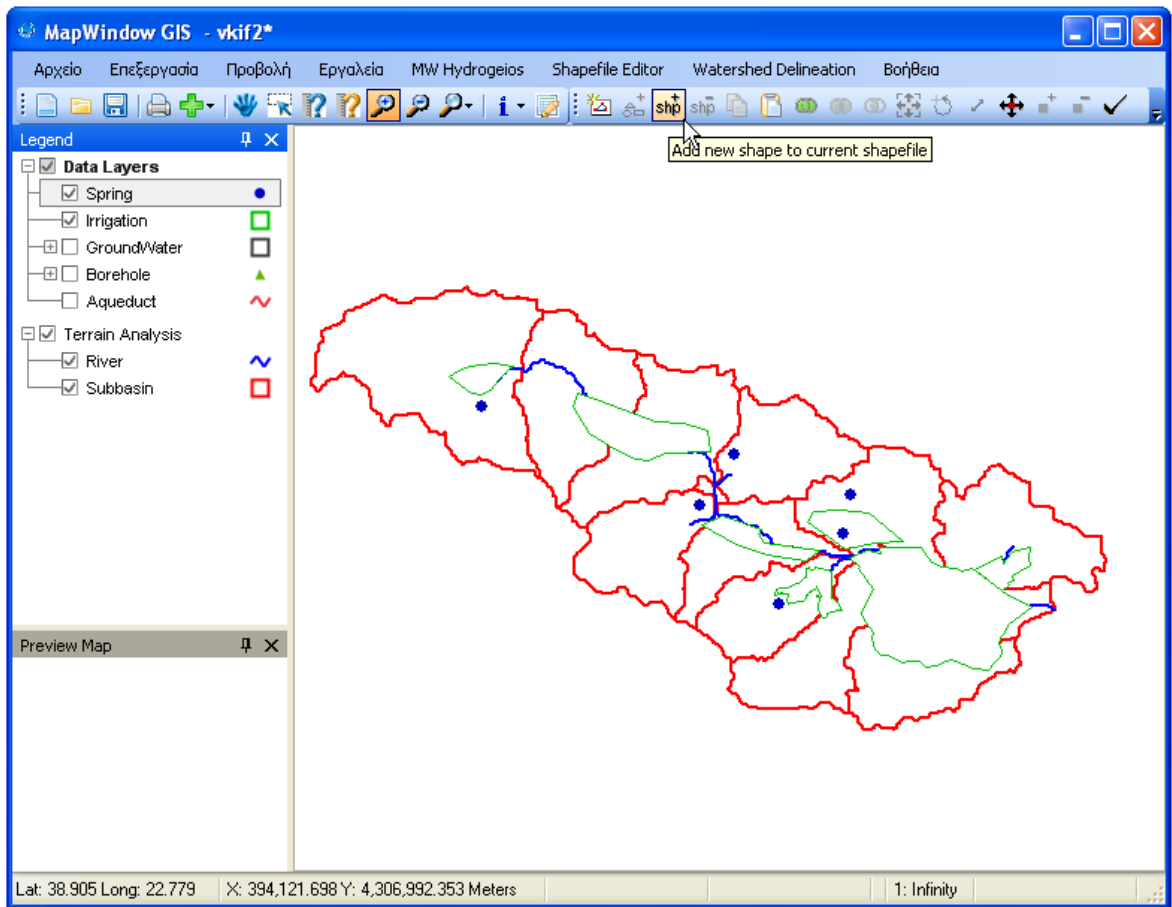 MapWindow GIS - vkif2*
Αρχείο Επεξεργασία Προβολή Εργαλεία MW Hydrogeios Shapefile Editor Watershed Delineation Βοήθεια
shp shp
Legend
Add new shape to current shapefile
Data Layers
Spring
Irrigation
GroundWater
Borehole
Aqueduct
Terrain Analysis
River
Subbasin
Preview Map
Lat: 38.905 Long: 22.779 X: 394,121.698 Y: 4,306,992.353 Meters 1: Infinity